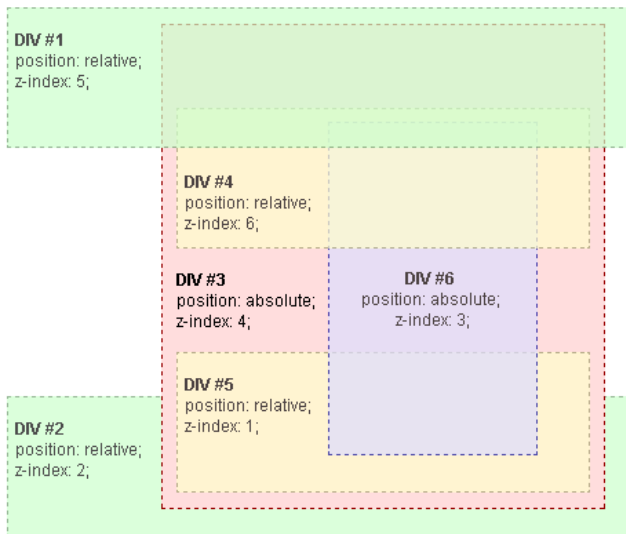 DIV #1
position: relative;
z-index: 5;
DIV #4
position: relative;
z-index: 6;
DIV #3
position: absolute;
z-index: 4;
DIV #6
position: absolute;
z-index: 3;
DIV #5
position: relative;
z-index: 1;
DIV #2
position: relative;
z-index: 2;